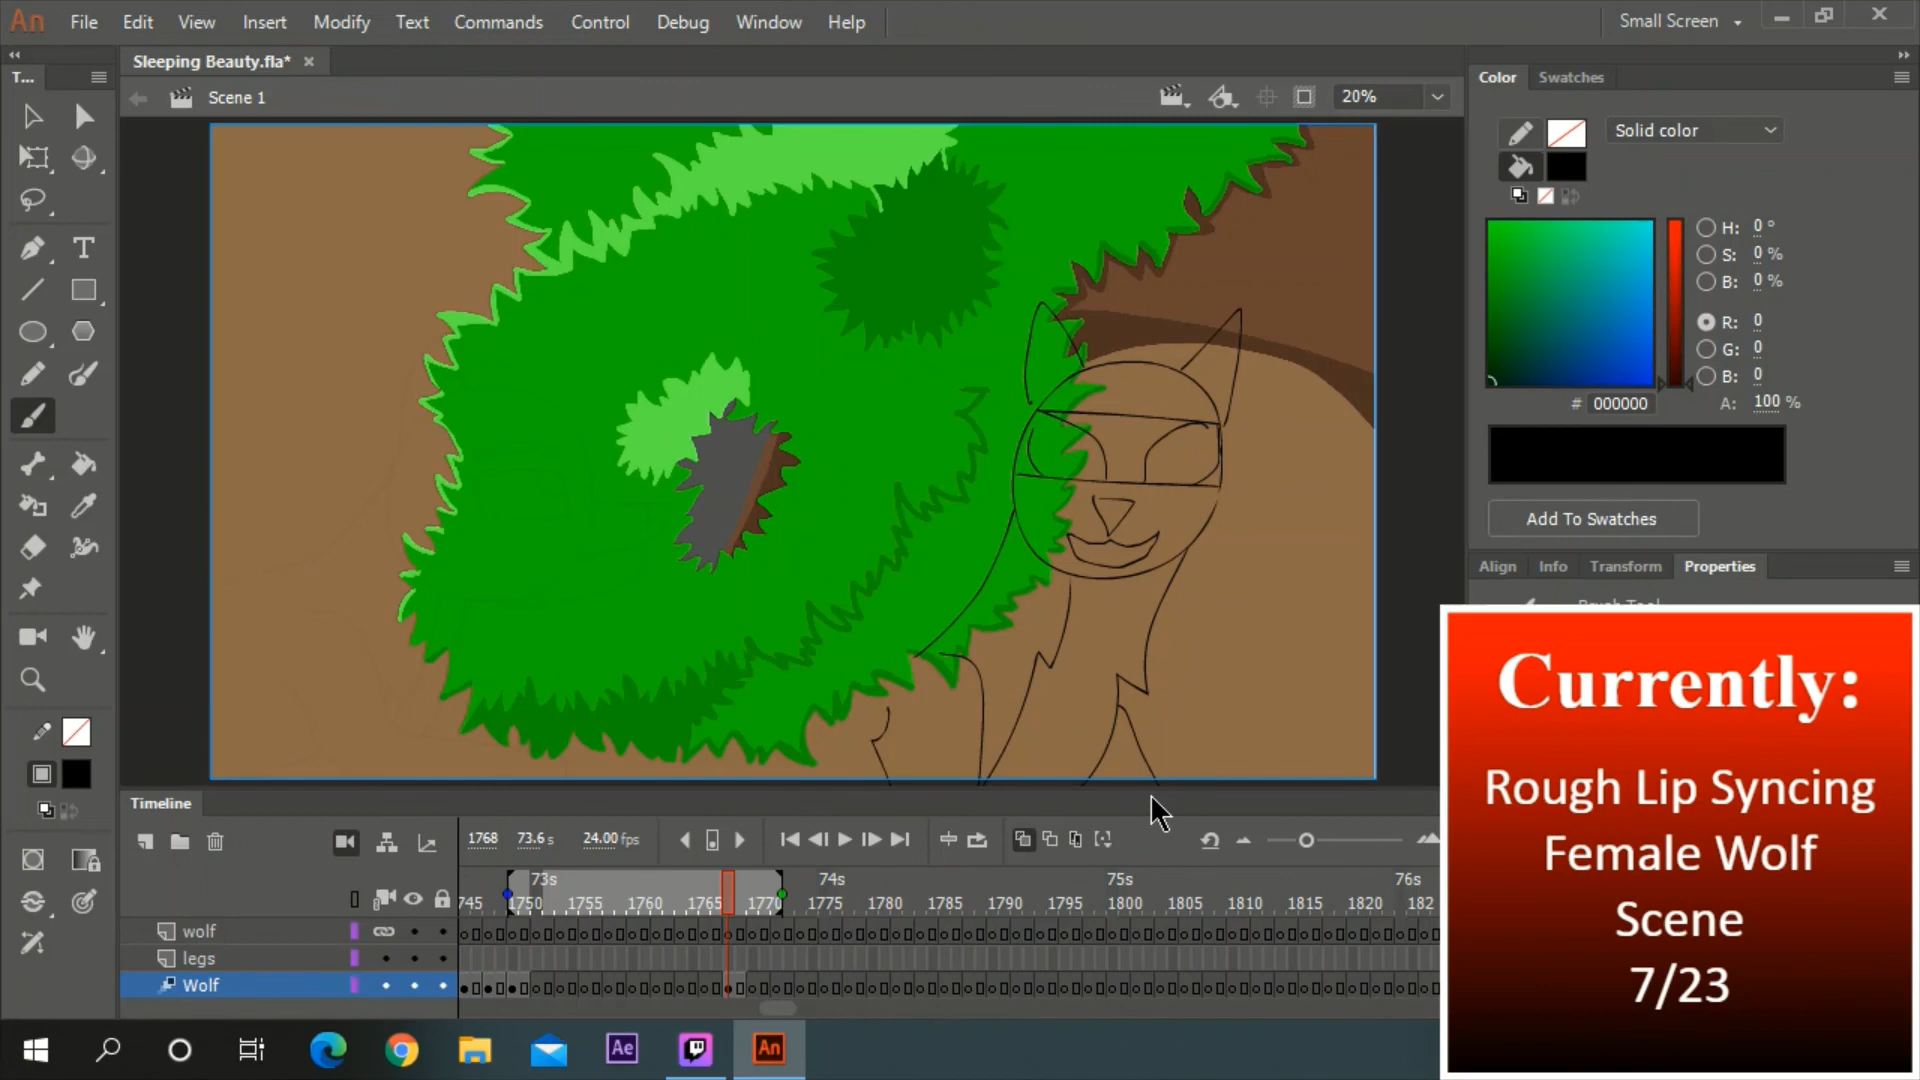 An File Edit View Insert Modify Text Commands Control Debug Window Help Small Screen
Sleeping Beauty.fla*
T... Color Swatches
Scene 1 20%
Solid color
H: 0 °
S: 0 %
B: 0 %
R: 0
G: 0
B: 0
# 000000 A: 100 %
Add To Swatches
Align Info Transform Properties
Currently:
Rough Lip Syncing
Female Wolf
Scene
7/23
Timeline
1768 73.6 s 24.00 fps
73s 74s 75s 76s
745 1750 1755 1760 1765 1770 1775 1780 1785 1790 1795 1800 1805 1810 1815 1820 182
wolf
legs
Wolf
Ae An